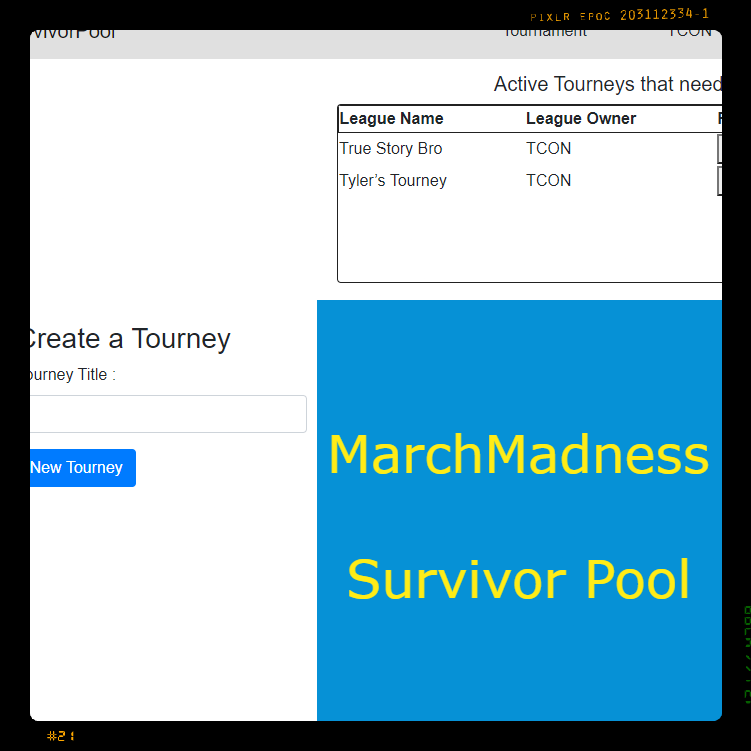 PIXLR EPOC 203112334-1
vivorPool Tournament TCON
Active Tourneys that need
League Name League Owner
True Story Bro TCON
Tyler’s Tourney TCON
Create a Tourney
ourney Title :
New Tourney
MarchMadness
Survivor Pool
#21